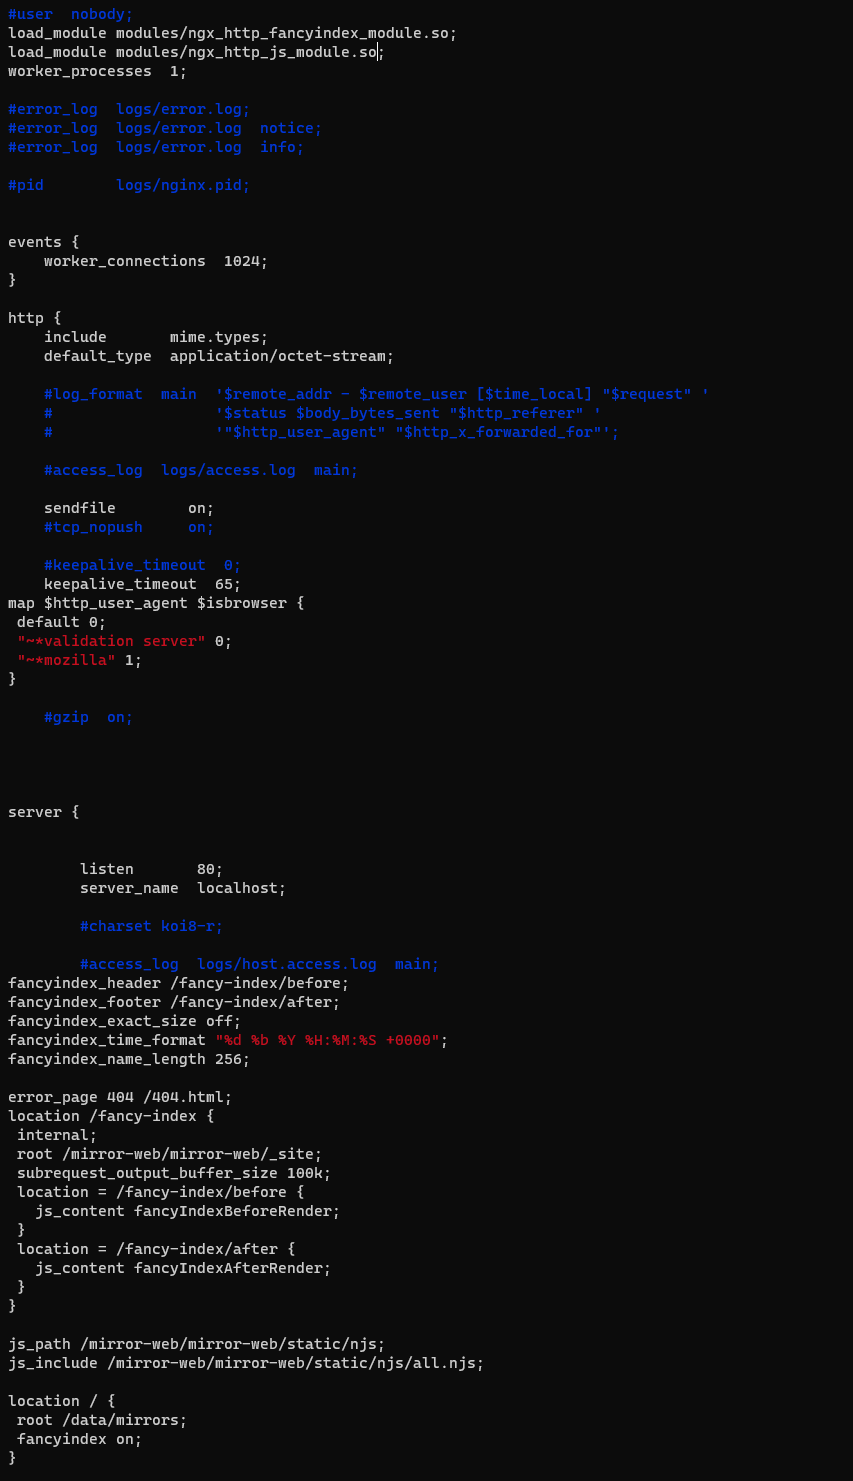 #user  nobody;
load_module modules/ngx_http_fancyindex_module.so;
load_module modules/ngx_http_js_module.so;
worker_processes  1;

#error_log  logs/error.log;
#error_log  logs/error.log  notice;
#error_log  logs/error.log  info;

#pid        logs/nginx.pid;


events {
    worker_connections  1024;
}

http {
    include       mime.types;
    default_type  application/octet-stream;

    #log_format  main  '$remote_addr - $remote_user [$time_local] "$request" '
    #                  '$status $body_bytes_sent "$http_referer" '
    #                  '"$http_user_agent" "$http_x_forwarded_for"';

    #access_log  logs/access.log  main;

    sendfile        on;
    #tcp_nopush     on;

    #keepalive_timeout  0;
    keepalive_timeout  65;
map $http_user_agent $isbrowser {
 default 0;
 "~*validation server" 0;
 "~*mozilla" 1;
}

    #gzip  on;




server {


        listen       80;
        server_name  localhost;

        #charset koi8-r;

        #access_log  logs/host.access.log  main;
fancyindex_header /fancy-index/before;
fancyindex_footer /fancy-index/after;
fancyindex_exact_size off;
fancyindex_time_format "%d %b %Y %H:%M:%S +0000";
fancyindex_name_length 256;

error_page 404 /404.html;
location /fancy-index {
 internal;
 root /mirror-web/mirror-web/_site;
 subrequest_output_buffer_size 100k;
 location = /fancy-index/before {
   js_content fancyIndexBeforeRender;
 }
 location = /fancy-index/after {
   js_content fancyIndexAfterRender;
 }
}

js_path /mirror-web/mirror-web/static/njs;
js_include /mirror-web/mirror-web/static/njs/all.njs;

location / {
 root /data/mirrors;
 fancyindex on;
}